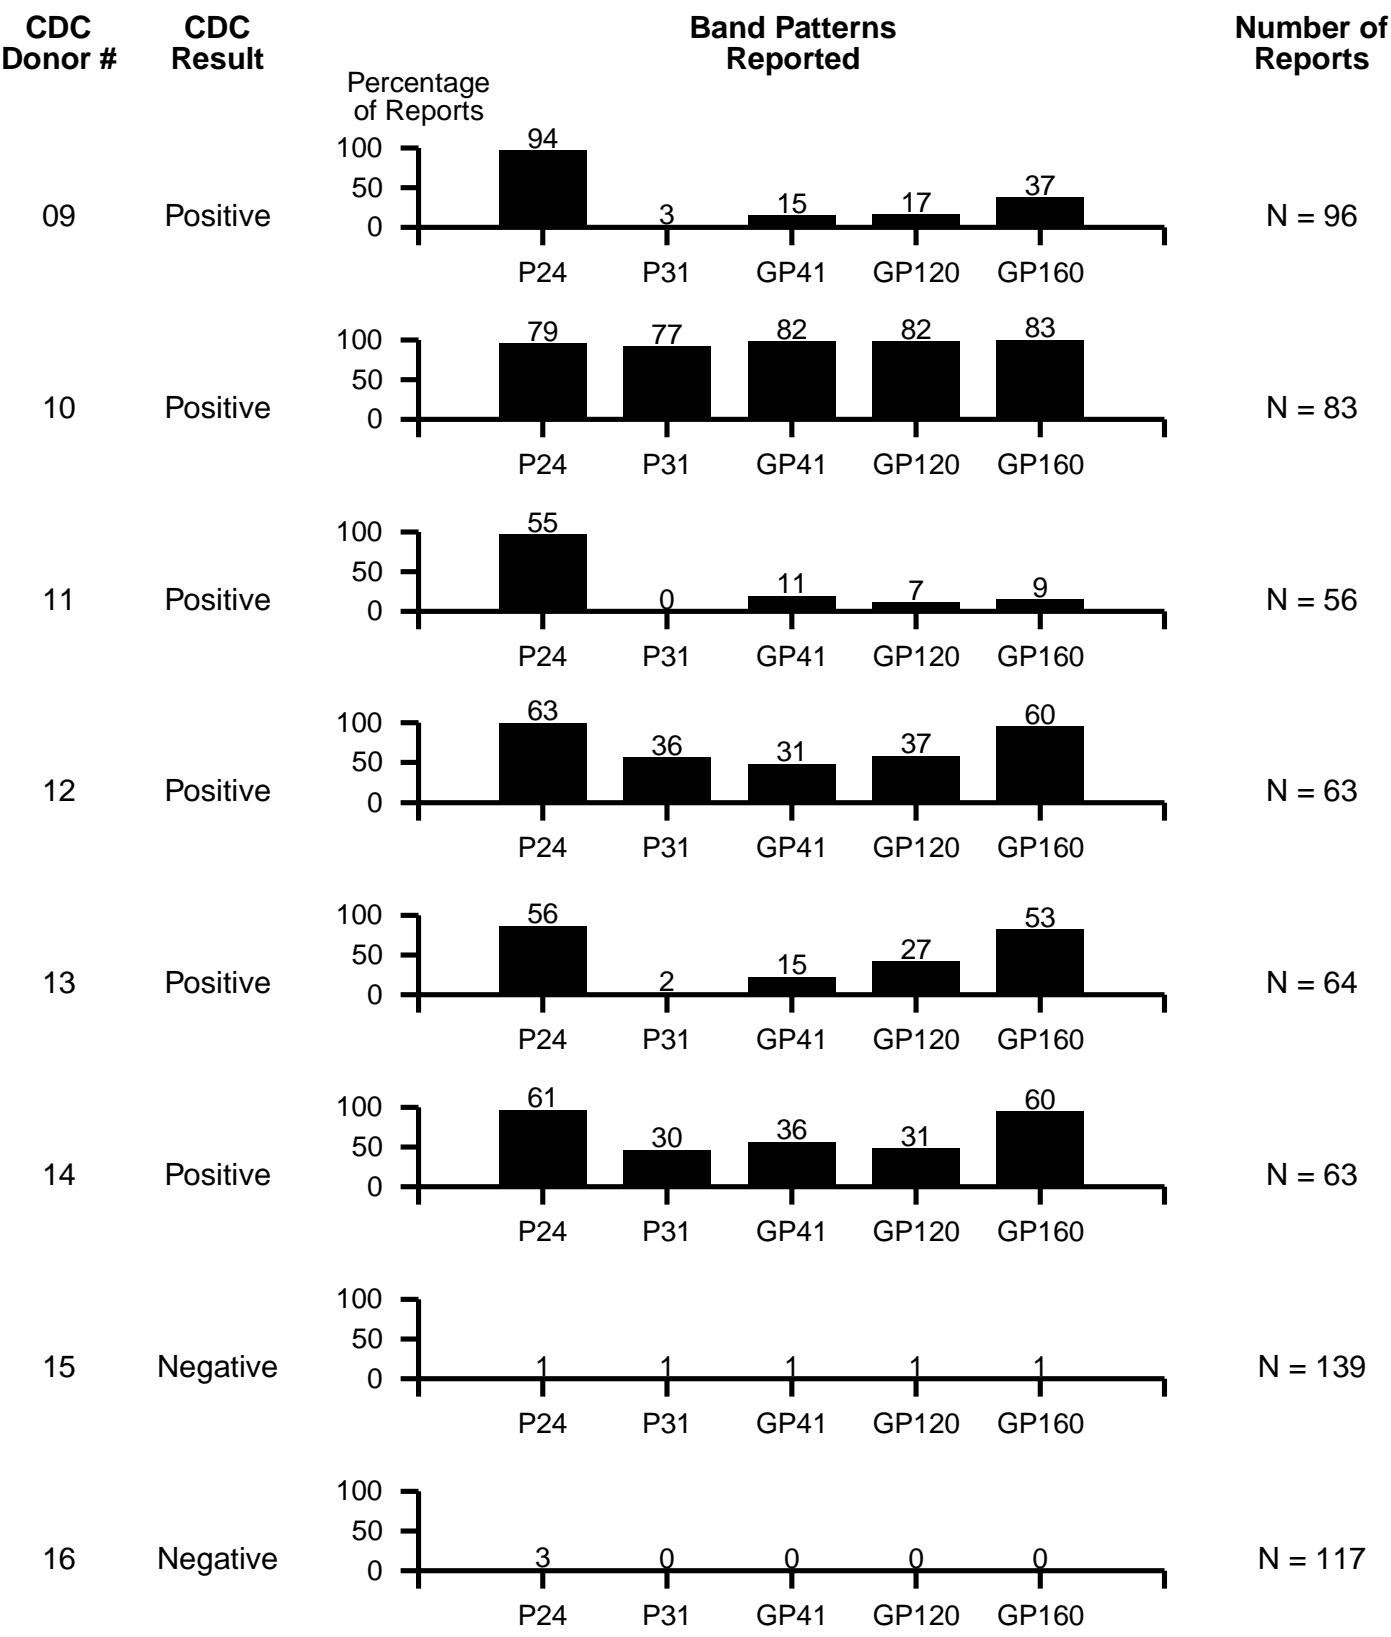 CDC CDC Band Patterns Number of
Donor # Result Reported Reports
Percentage
of Reports
94
100
50
0
3 15 17 37
09 Positive N = 96
P24 P31 GP41 GP120 GP160
79 77 82 82 83
100
50
0
10 Positive N = 83
P24 P31 GP41 GP120 GP160
55
100
50
0
0 11 7 9
11 Positive N = 56
P24 P31 GP41 GP120 GP160
63 36 31 37 60
100
50
0
12 Positive N = 63
P24 P31 GP41 GP120 GP160
56 2 15 27 53
100
50
0
13 Positive N = 64
P24 P31 GP41 GP120 GP160
61 30 36 31 60
100
50
0
14 Positive N = 63
P24 P31 GP41 GP120 GP160
100
50
0
1 1 1 1 1
15 Negative N = 139
P24 P31 GP41 GP120 GP160
100
50
0
3 0 0 0 0
16 Negative N = 117
P24 P31 GP41 GP120 GP160